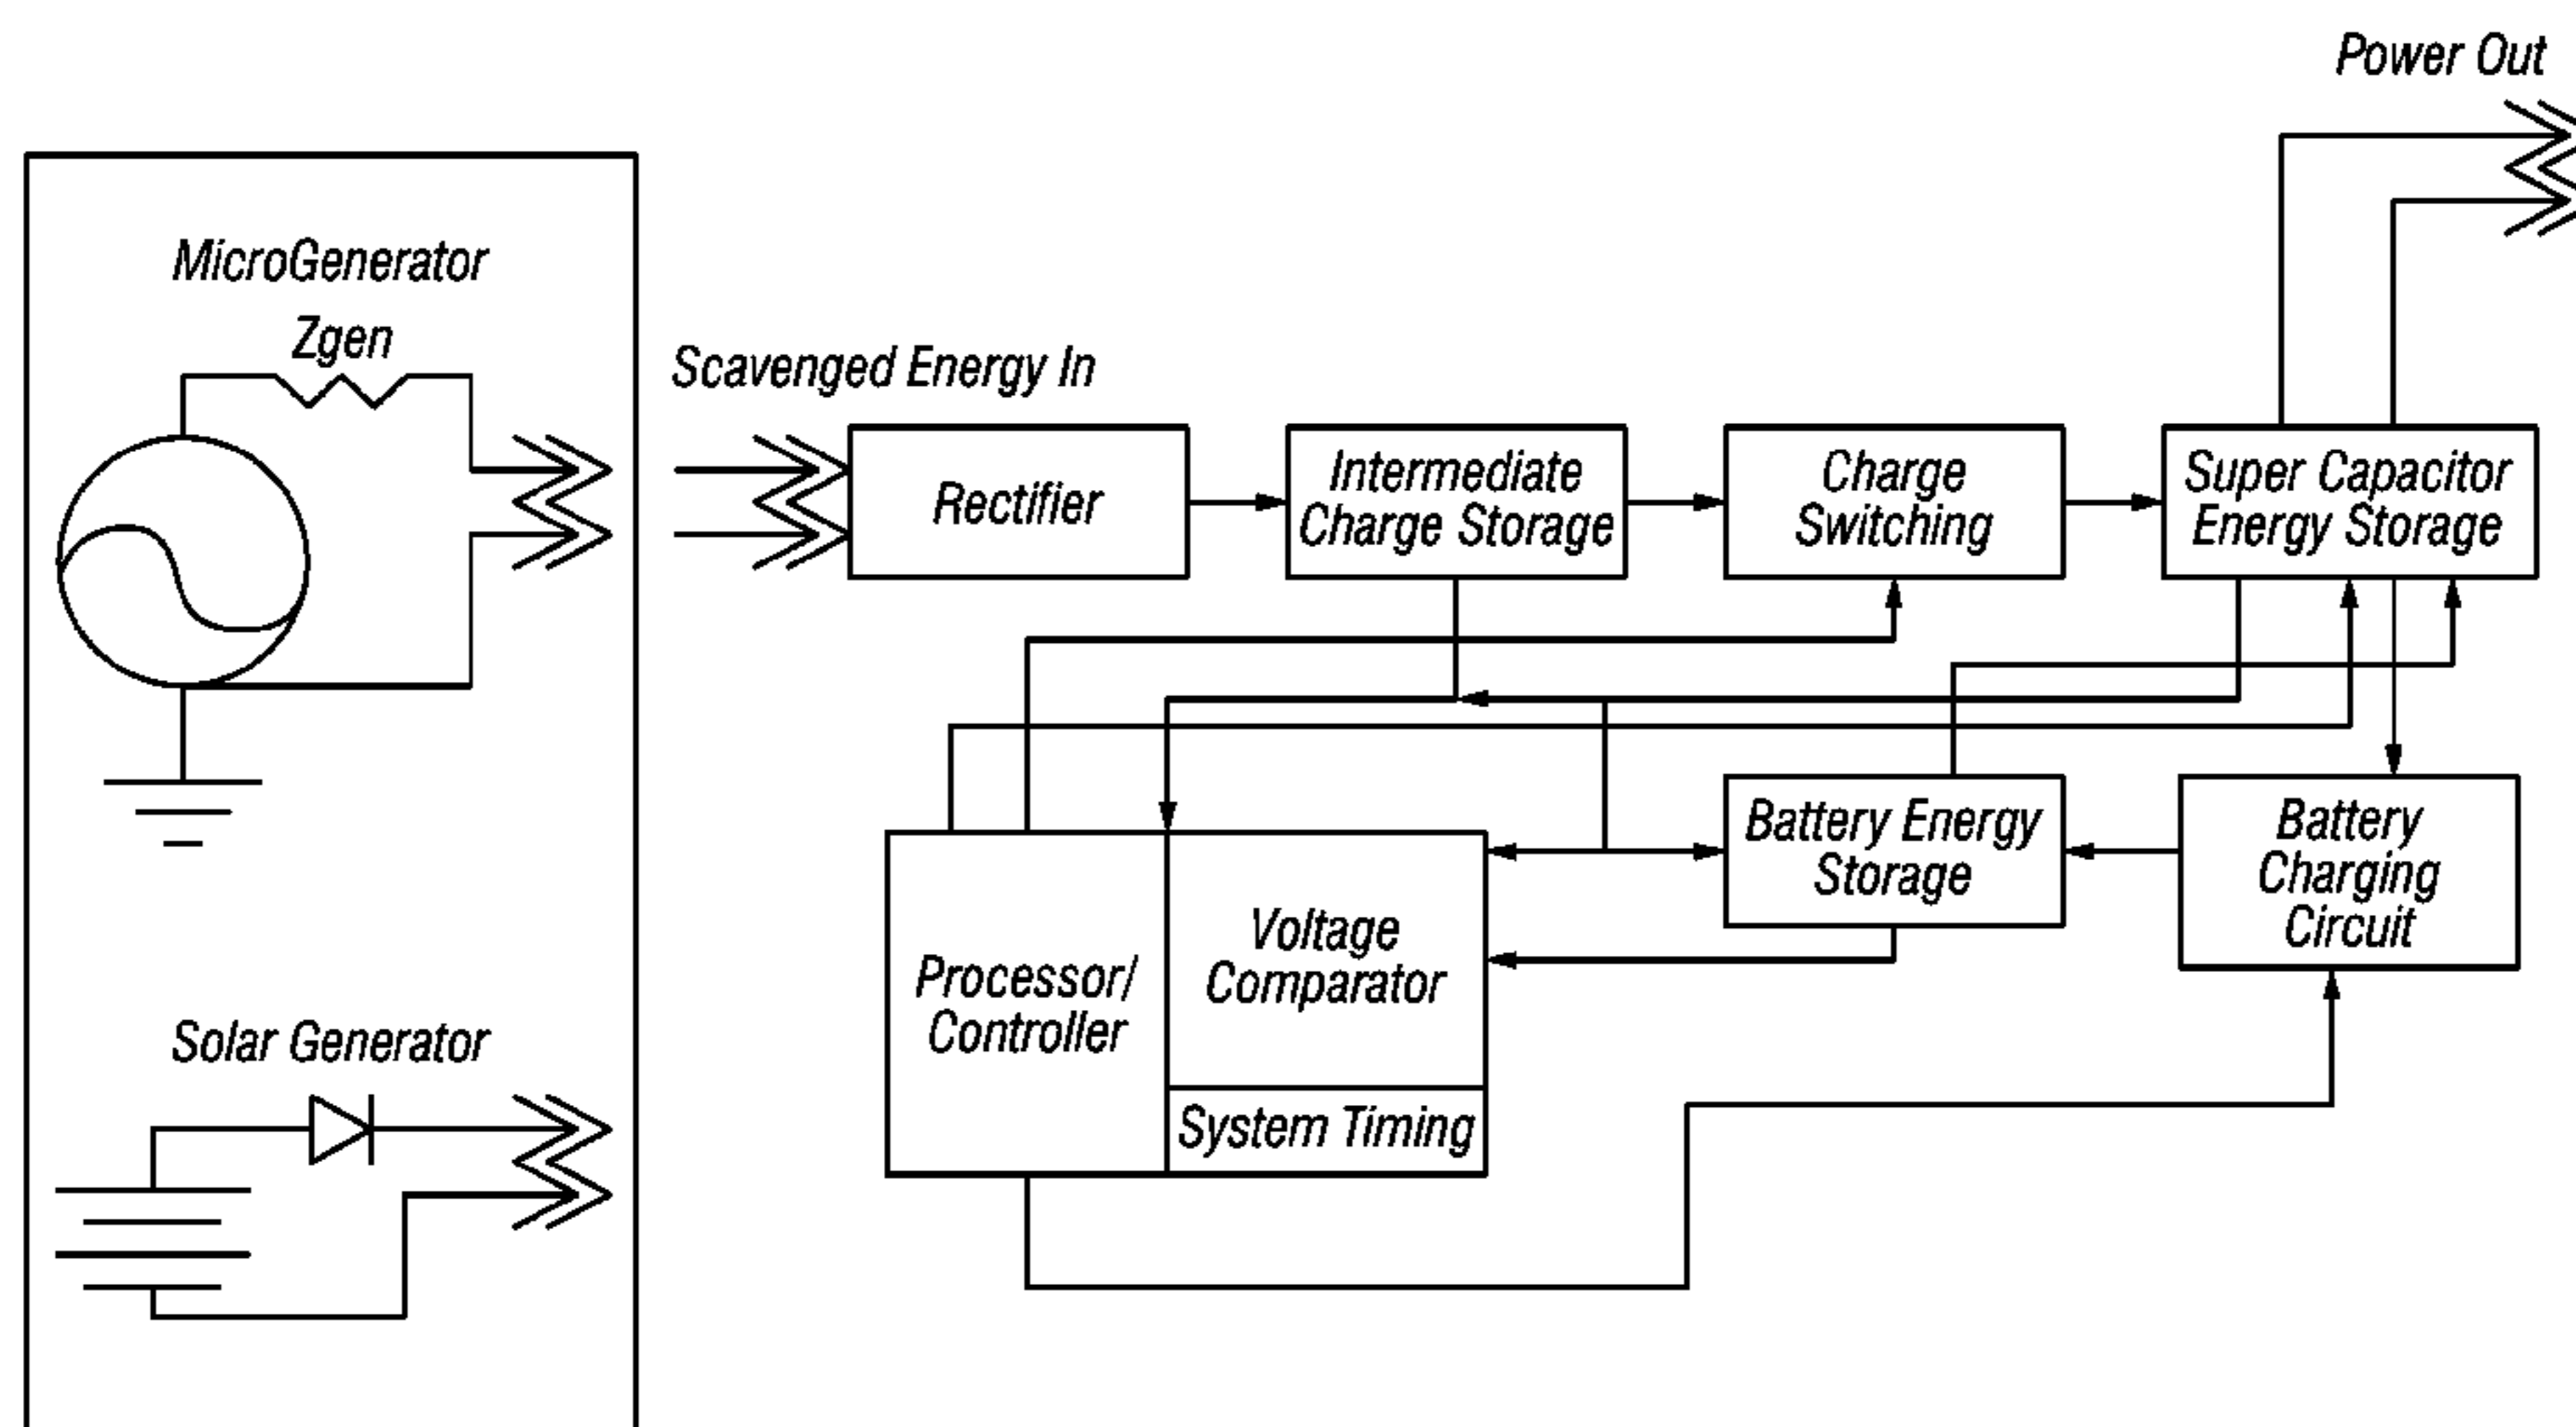 Power Out
MicroGenerator
Zgen
Scavenged Energy In
Rectifier
Intermediate
Charge Storage
Charge
Switching
Super Capacitor
Energy Storage
Processor/
Controller
Voltage
Comparator
System Timing
Battery Energy
Storage
Battery
Charging
Circuit
Solar Generator